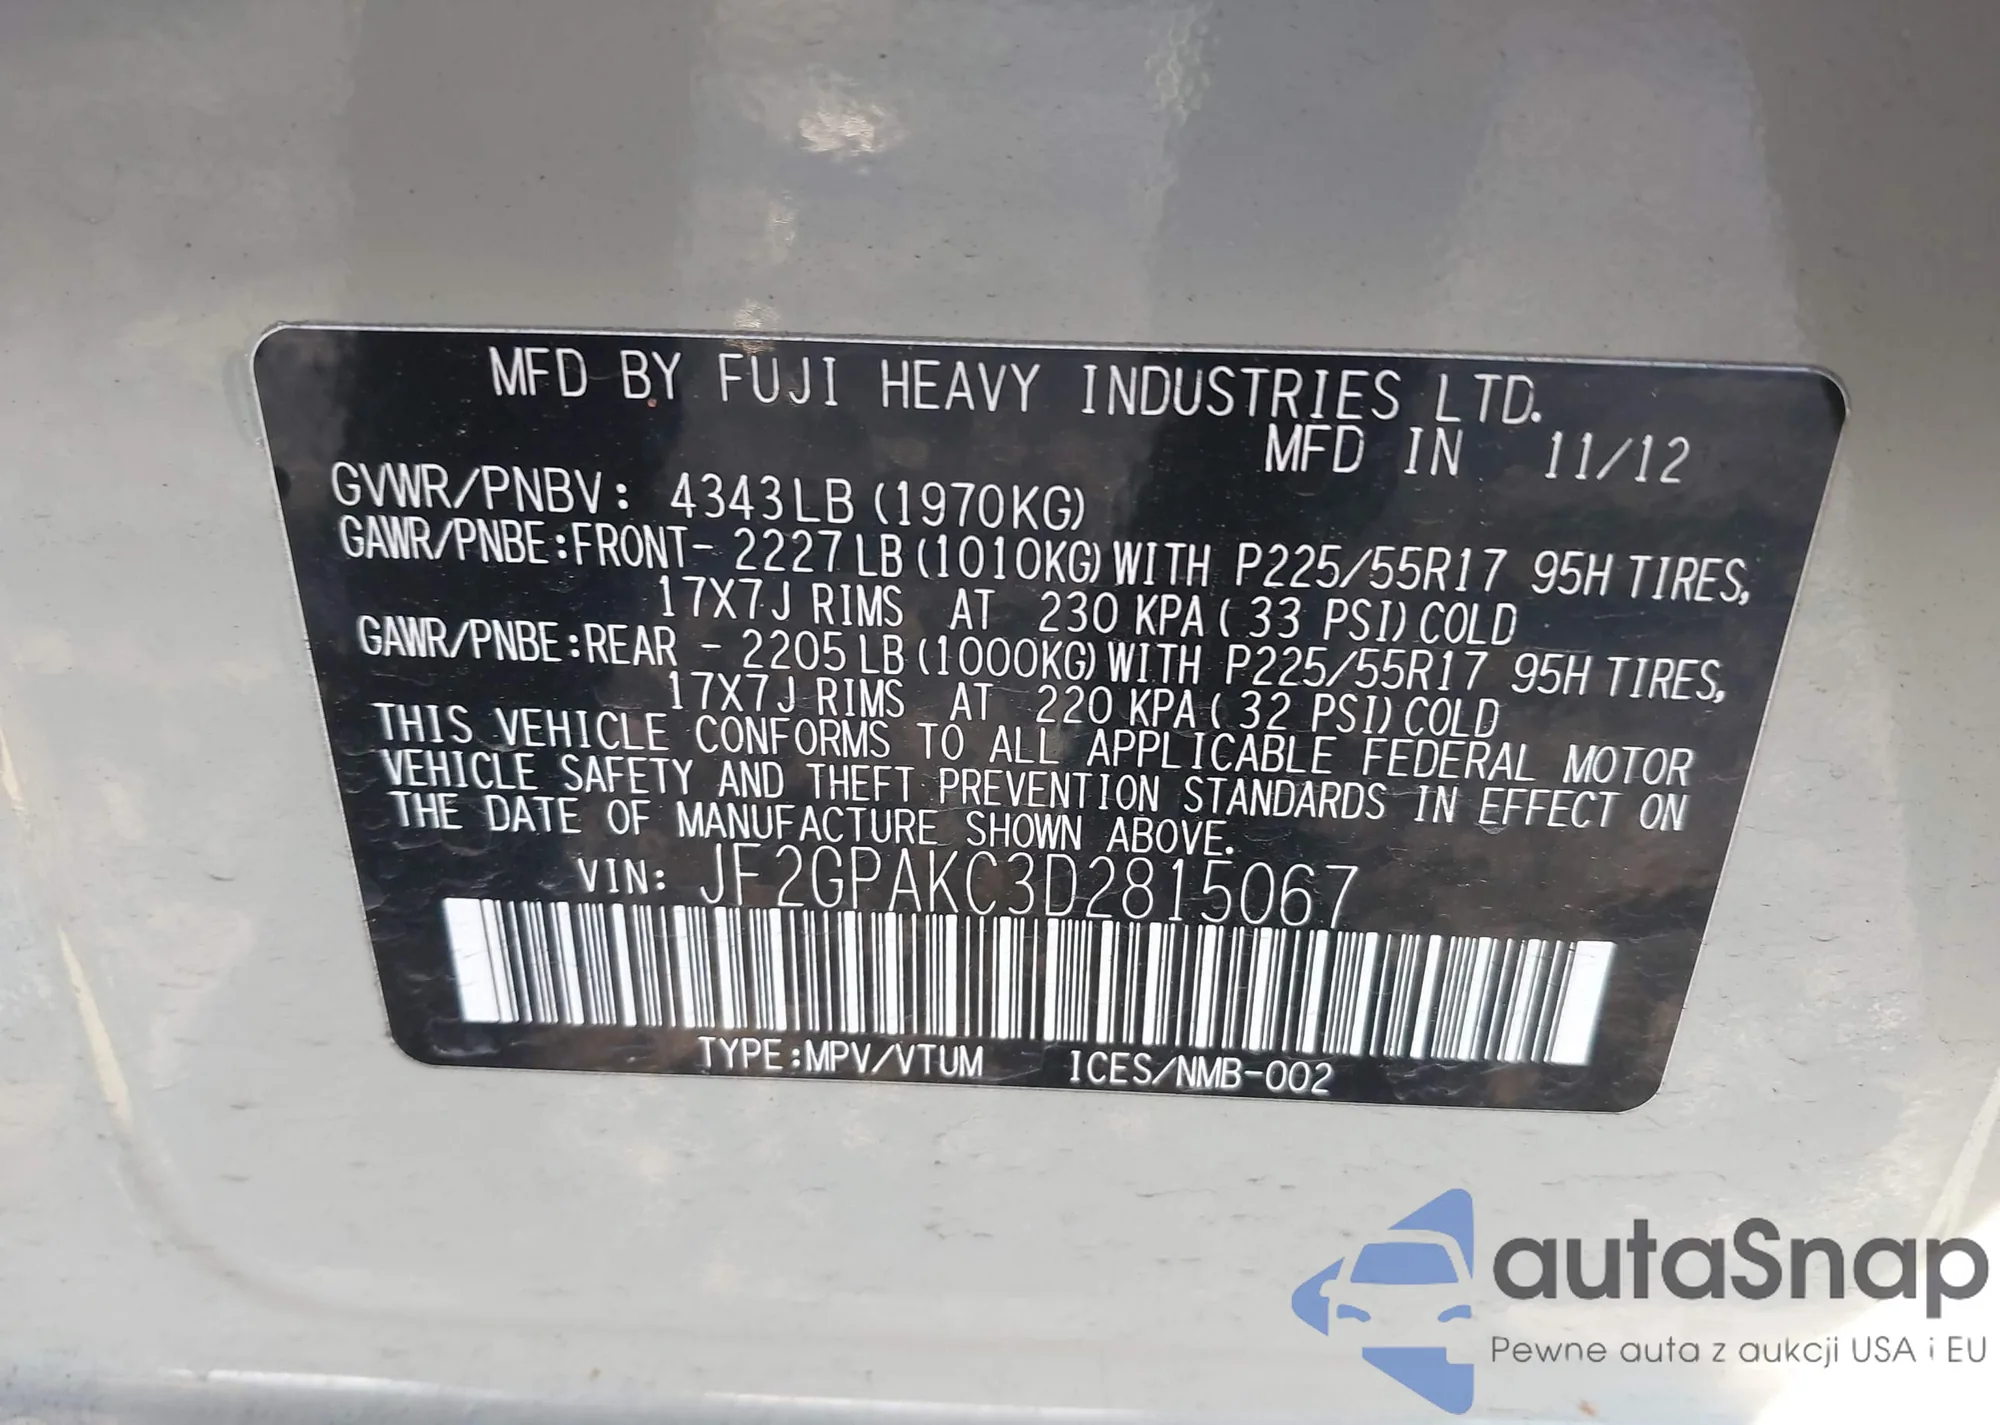 MFD BY FUJI HEAVY INDUSTRIES LTD.
MFD IN 11/12
GVWR/PNBV: 4343LB (1970KG)
GAWR/PNBE:FRONT- 2227LB (1010KG) WITH P225/55R17 95H TIRES,
17X7J RIMS AT 230 KPA ( 33 PSI) COLD
GAWR/PNBE:REAR - 2205LB (1000KG) WITH P225/55R17 95H TIRES,
17X7J RIMS AT 220 KPA ( 32 PSI) COLD
THIS VEHICLE CONFORMS TO ALL APPLICABLE FEDERAL MOTOR
VEHICLE SAFETY AND THEFT PREVENTION STANDARDS IN EFFECT ON
THE DATE OF MANUFACTURE SHOWN ABOVE.
VIN: JF2GPAKC3D2815067
TYPE:MPV/VTUM ICES/NMB-002
autaSnap
Pewne auta z aukcji USA i EU